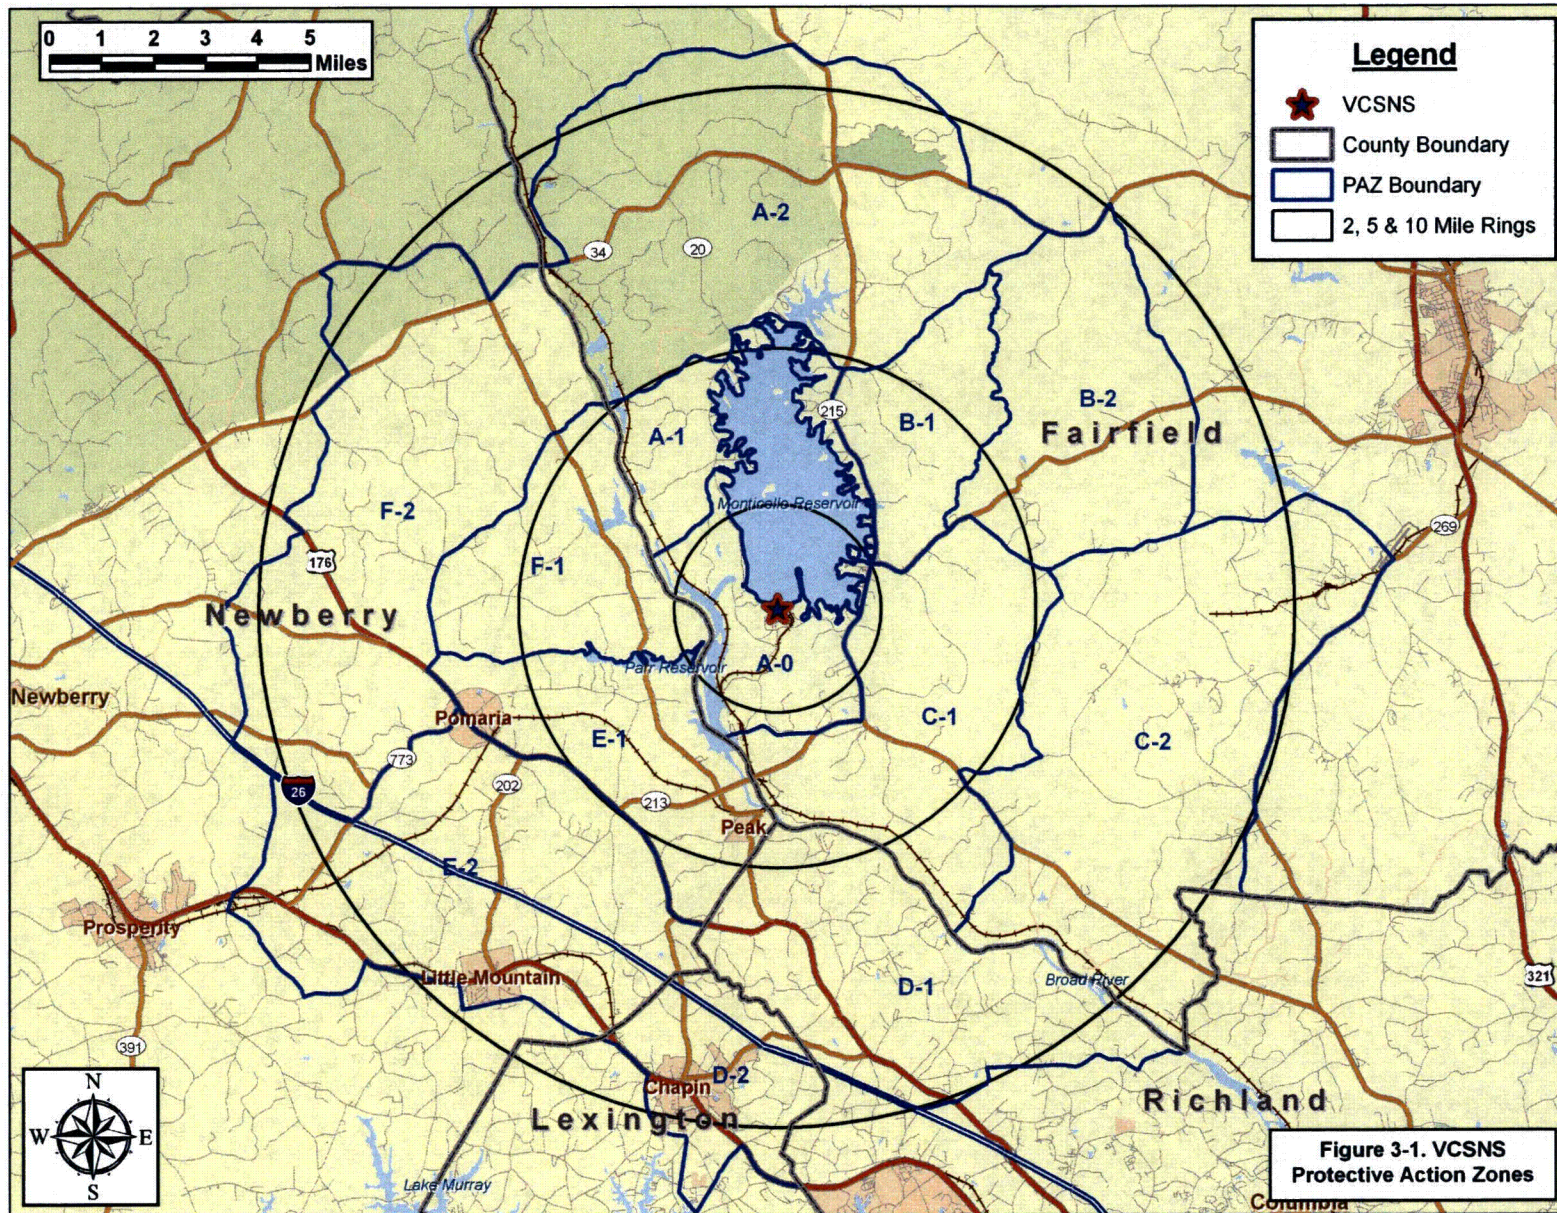 0 1 2 3 4 5
Miles
Legend
VCSNS
County Boundary
PAZ Boundary
2, 5 & 10 Mile Rings
A-2
34
20
215
A-1
B-1
B-2
Fairfield
Monticello Reservoir
F-2
176
F-1
269
Newberry
Parr Reservoir
A-0
Newberry
Pomaria
E-1
C-1
C-2
773
202
26
213
Peak
E-2
Prosperity
Little Mountain
D-1
Broad River
321
391
Chapin
D-2
Lexington
Richland
Lake Murray
N
W E
S
Figure 3-1. VCSNS
Protective Action Zones
Columbia